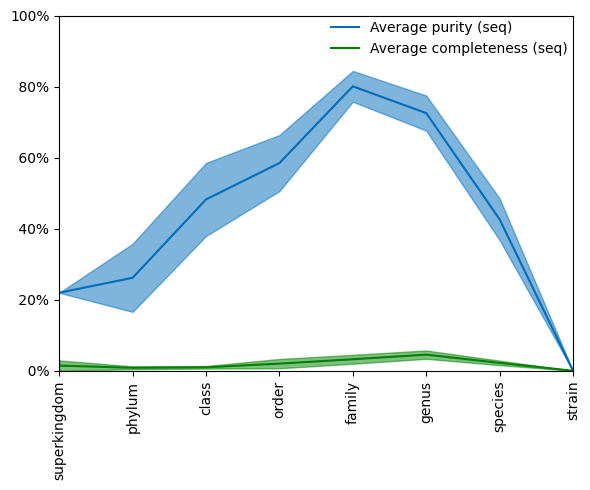 100%
80%
60%
40%
20%
0%
Average purity (seq)
Average completeness (seq)
superkingdom
phylum
class
order
family
genus
species
strain